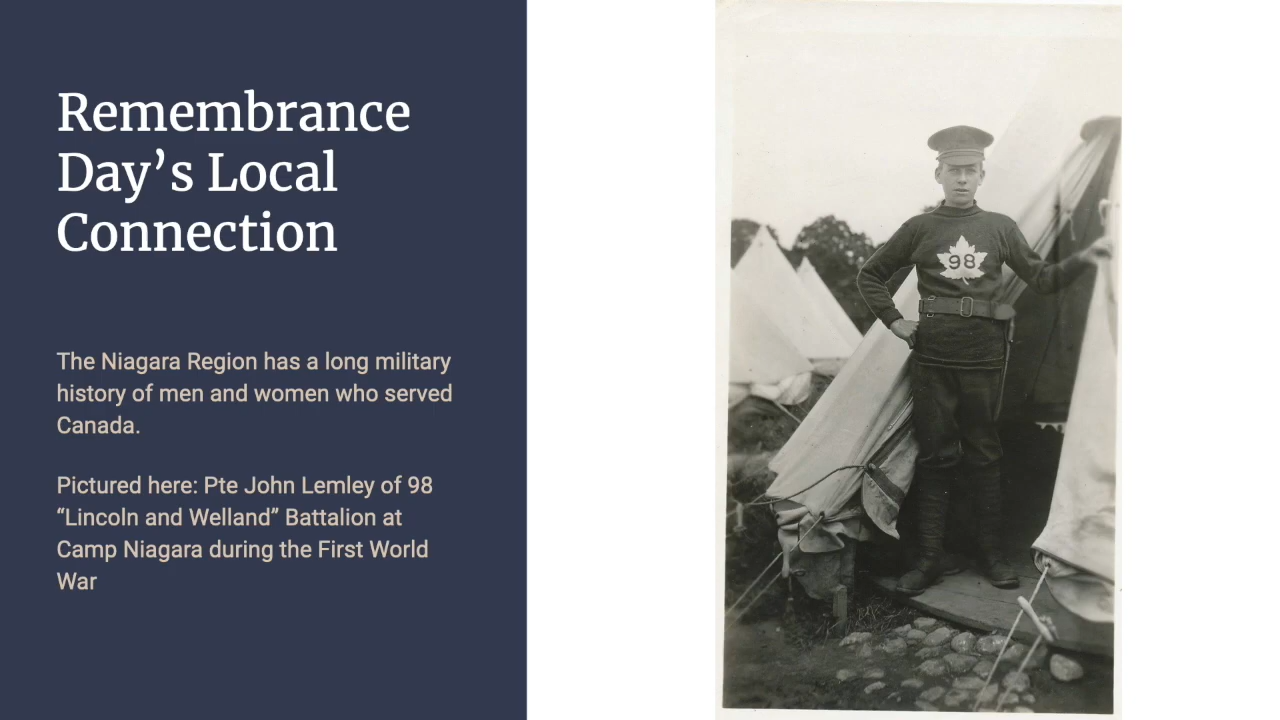 Remembrance
Day’s Local
Connection
The Niagara Region has a long military
history of men and women who served
Canada.
Pictured here: Pte John Lemley of 98
“Lincoln and Welland” Battalion at
Camp Niagara during the First World
War
98